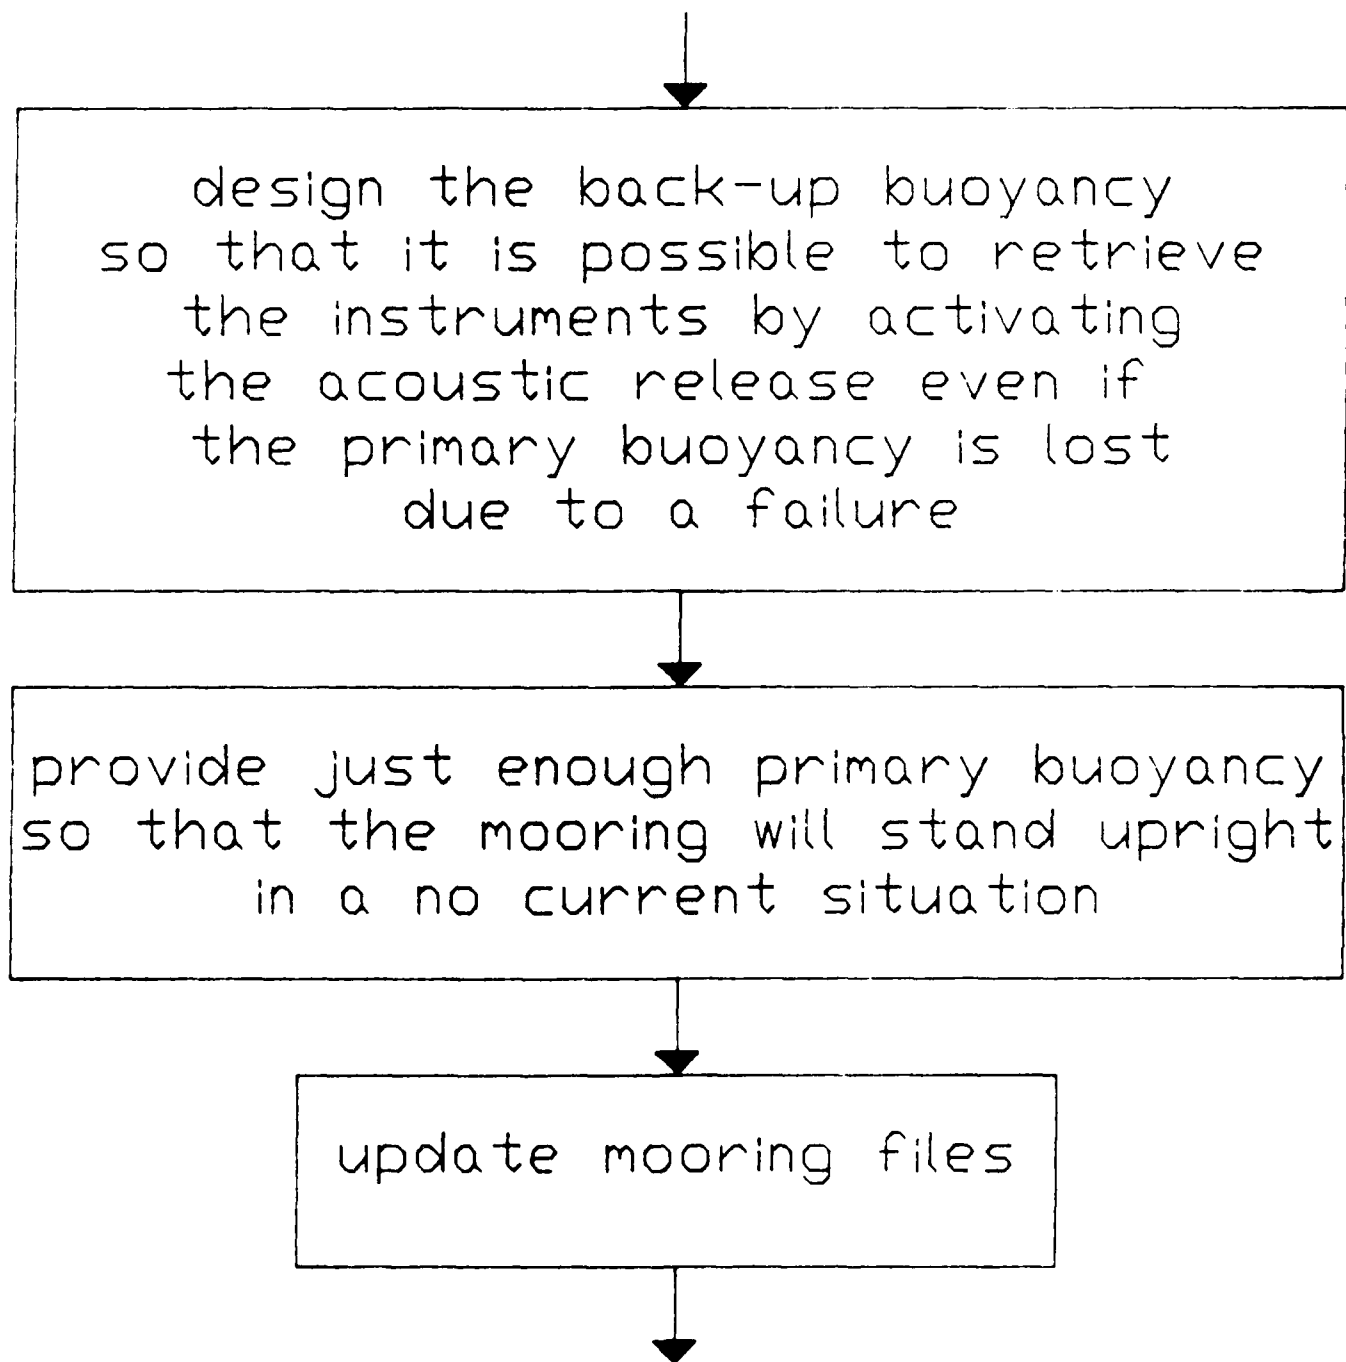 design the back-up buoyancy
so that it is possible to retrieve
the instruments by activating
the acoustic release even if
the primary buoyancy is lost
due to a failure
provide just enough primary buoyancy
so that the mooring will stand upright
in a no current situation
update mooring files